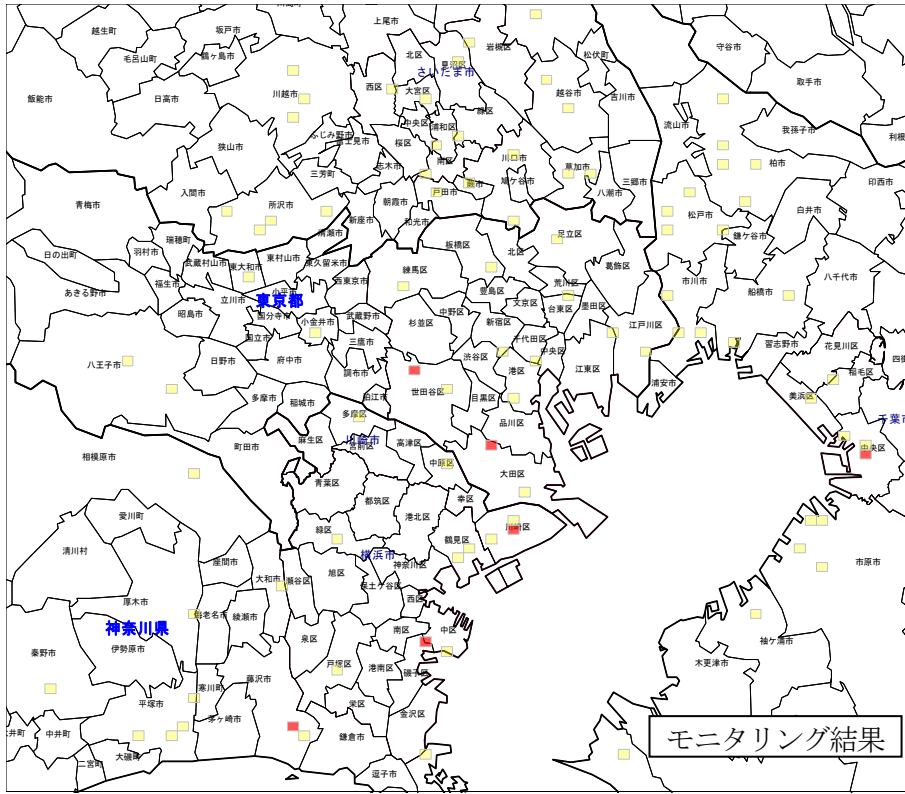 越生町
坂戸市
川島町
上尾市
毛呂山町
鶴ヶ島市
北区
岩槻区
松伏町
守谷市
見沼区
さいたま市
飯能市
日高市
川越市
西区
大宮区
越谷市
吉川市
取手市
中央区
浦和区
緑区
流山市
我孫子市
狭山市
ふじみ野市
富士見市
桜区
南区
川口市
柏市
三芳町
志木市
草加市
三郷市
印西市
入間市
所沢市
朝霞市
戸田市
蕨市
鳩ケ谷市
八潮市
青梅市
新座市
和光市
松戸市
白井市
瑞穂町
清瀬市
足立区
鎌ケ谷市
日の出町
羽村市
武蔵村山市
東村山市
東久留米市
板橋区
北区
東大和市
西東京市
練馬区
葛飾区
市川市
八千代市
福生市
小平市
豊島区
荒川区
あきる野市
立川市
東京都
文京区
台東区
墨田区
船橋市
昭島市
国分寺市
小金井市
武蔵野市
杉並区
中野区
新宿区
江戸川区
国立市
三鷹市
千代田区
習志野市
花見川区
八王子市
日野市
府中市
渋谷区
中央区
稲毛区
調布市
港区
江東区
浦安市
多摩市
稲城市
狛江市
世田谷区
目黒区
美浜区
多摩区
品川区
千葉市
麻生区
川崎市
宮前区
高津区
中央区
相模原市
町田市
中原区
大田区
青葉区
愛川町
都筑区
港北区
幸区
川崎区
緑区
鶴見区
清川村
座間市
横浜市
神奈川区
市原市
大和市
瀬谷区
旭区
保土ケ谷区
厚木市
西区
海老名市
綾瀬市
神奈川県
泉区
南区
中区
袖ケ浦市
秦野市
伊勢原市
戸塚区
港南区
磯子区
木更津市
藤沢市
寒川町
平塚市
栄区
茅ヶ崎市
金沢区
中井町
鎌倉市
大磯町
二宮町
逗子市
モニタリング結果